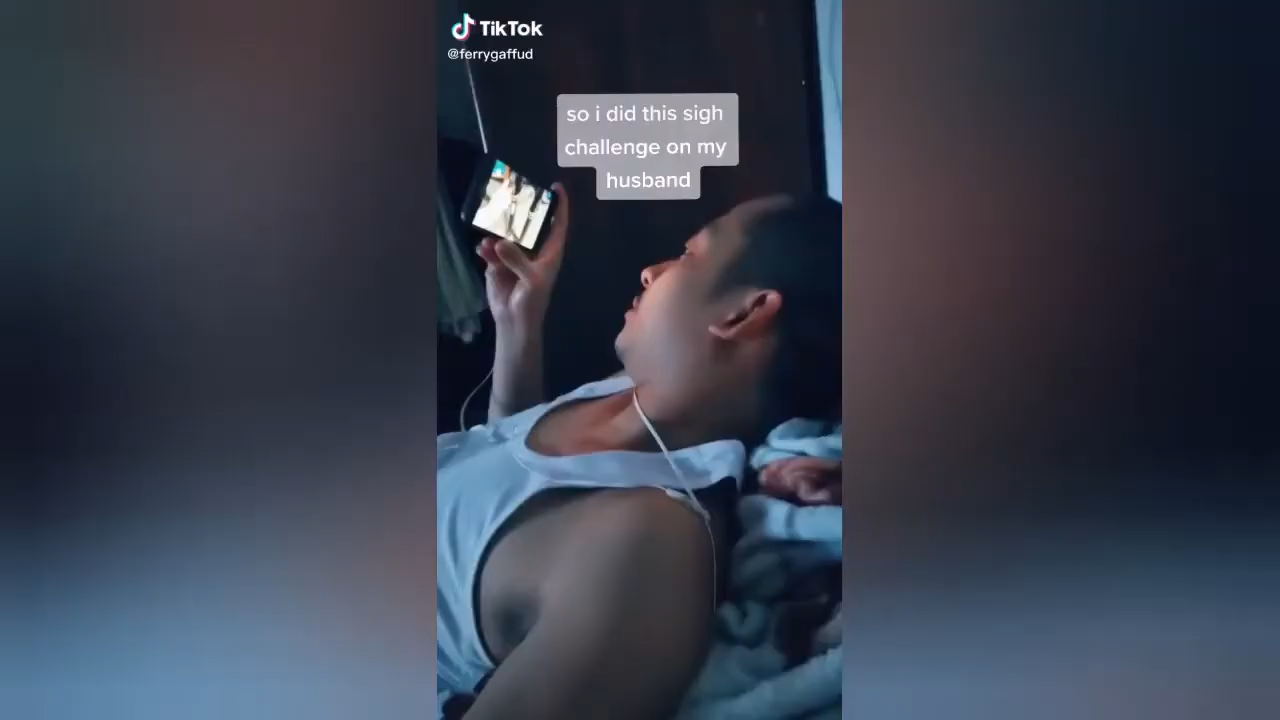 TikTok
@ferrygaffud
so i did this sigh
challenge on my
husband